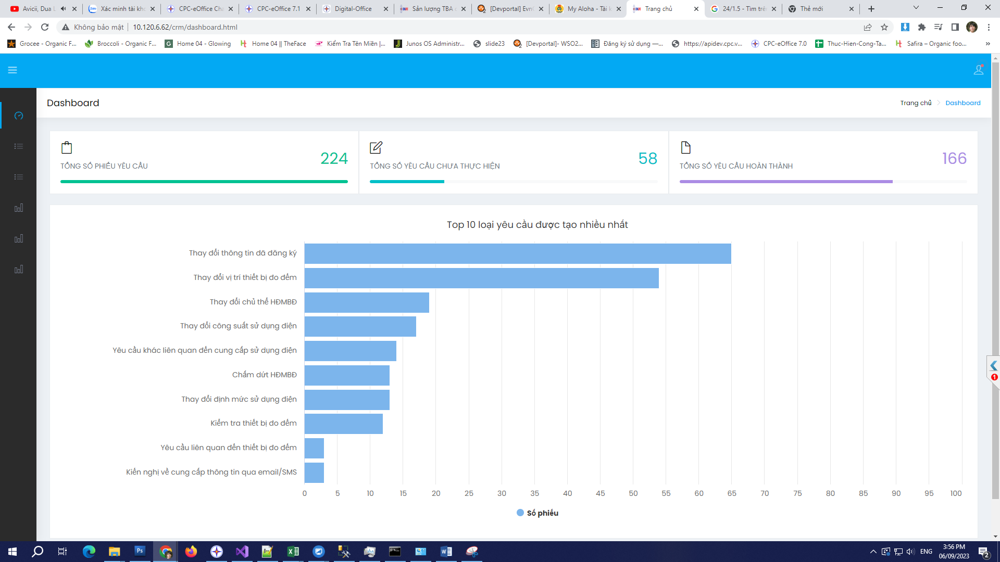 Avicii, Dua L
Xác minh tài kho
CPC-eOffice Cha
CPC-eOffice 7.1
Digital-Office
Sản lượng TBA c
[Devportal] EvnC
My Aloha - Tài k
Trang chủ
24/1.5 - Tìm trê
Thẻ mới
Không bảo mật
10.120.6.62/crm/dashboard.html
Grocee - Organic F...
Broccoli - Organic F...
Home 04 - Glowing
Home 04 || TheFace
Kiểm Tra Tên Miền |...
Junos OS Administr...
slide23
[Devportal]- WSO2...
Đăng ký sử dụng —...
https://apidev.cpc.v...
CPC-eOffice 7.0
Thuc-Hien-Cong-Ta...
Safira – Organic foo...
»
Dashboard
Trang chủ
Dashboard
TỔNG SỐ PHIẾU YÊU CẦU
224
TỔNG SỐ YÊU CẦU CHƯA THỰC HIỆN
58
TỔNG SỐ YÊU CẦU HOÀN THÀNH
166
Top 10 loại yêu cầu được tạo nhiều nhất
Thay đổi thông tin đã đăng ký
Thay đổi vị trí thiết bị đo đếm
Thay đổi chủ thể HĐMBĐ
Thay đổi công suất sử dụng điện
Yêu cầu khác liên quan đến cung cấp sử dụng điện
Chấm dứt HĐMBĐ
Thay đổi định mức sử dụng điện
Kiểm tra thiết bị đo đếm
Yêu cầu liên quan đến thiết bị đo đếm
Kiến nghị về cung cấp thông tin qua email/SMS
0 5 10 15 20 25 30 35 40 45 50 55 60 65 70 75 80 85 90 95 100
Số phiếu
1
Ps
ENG
3:56 PM
06/09/2023
2